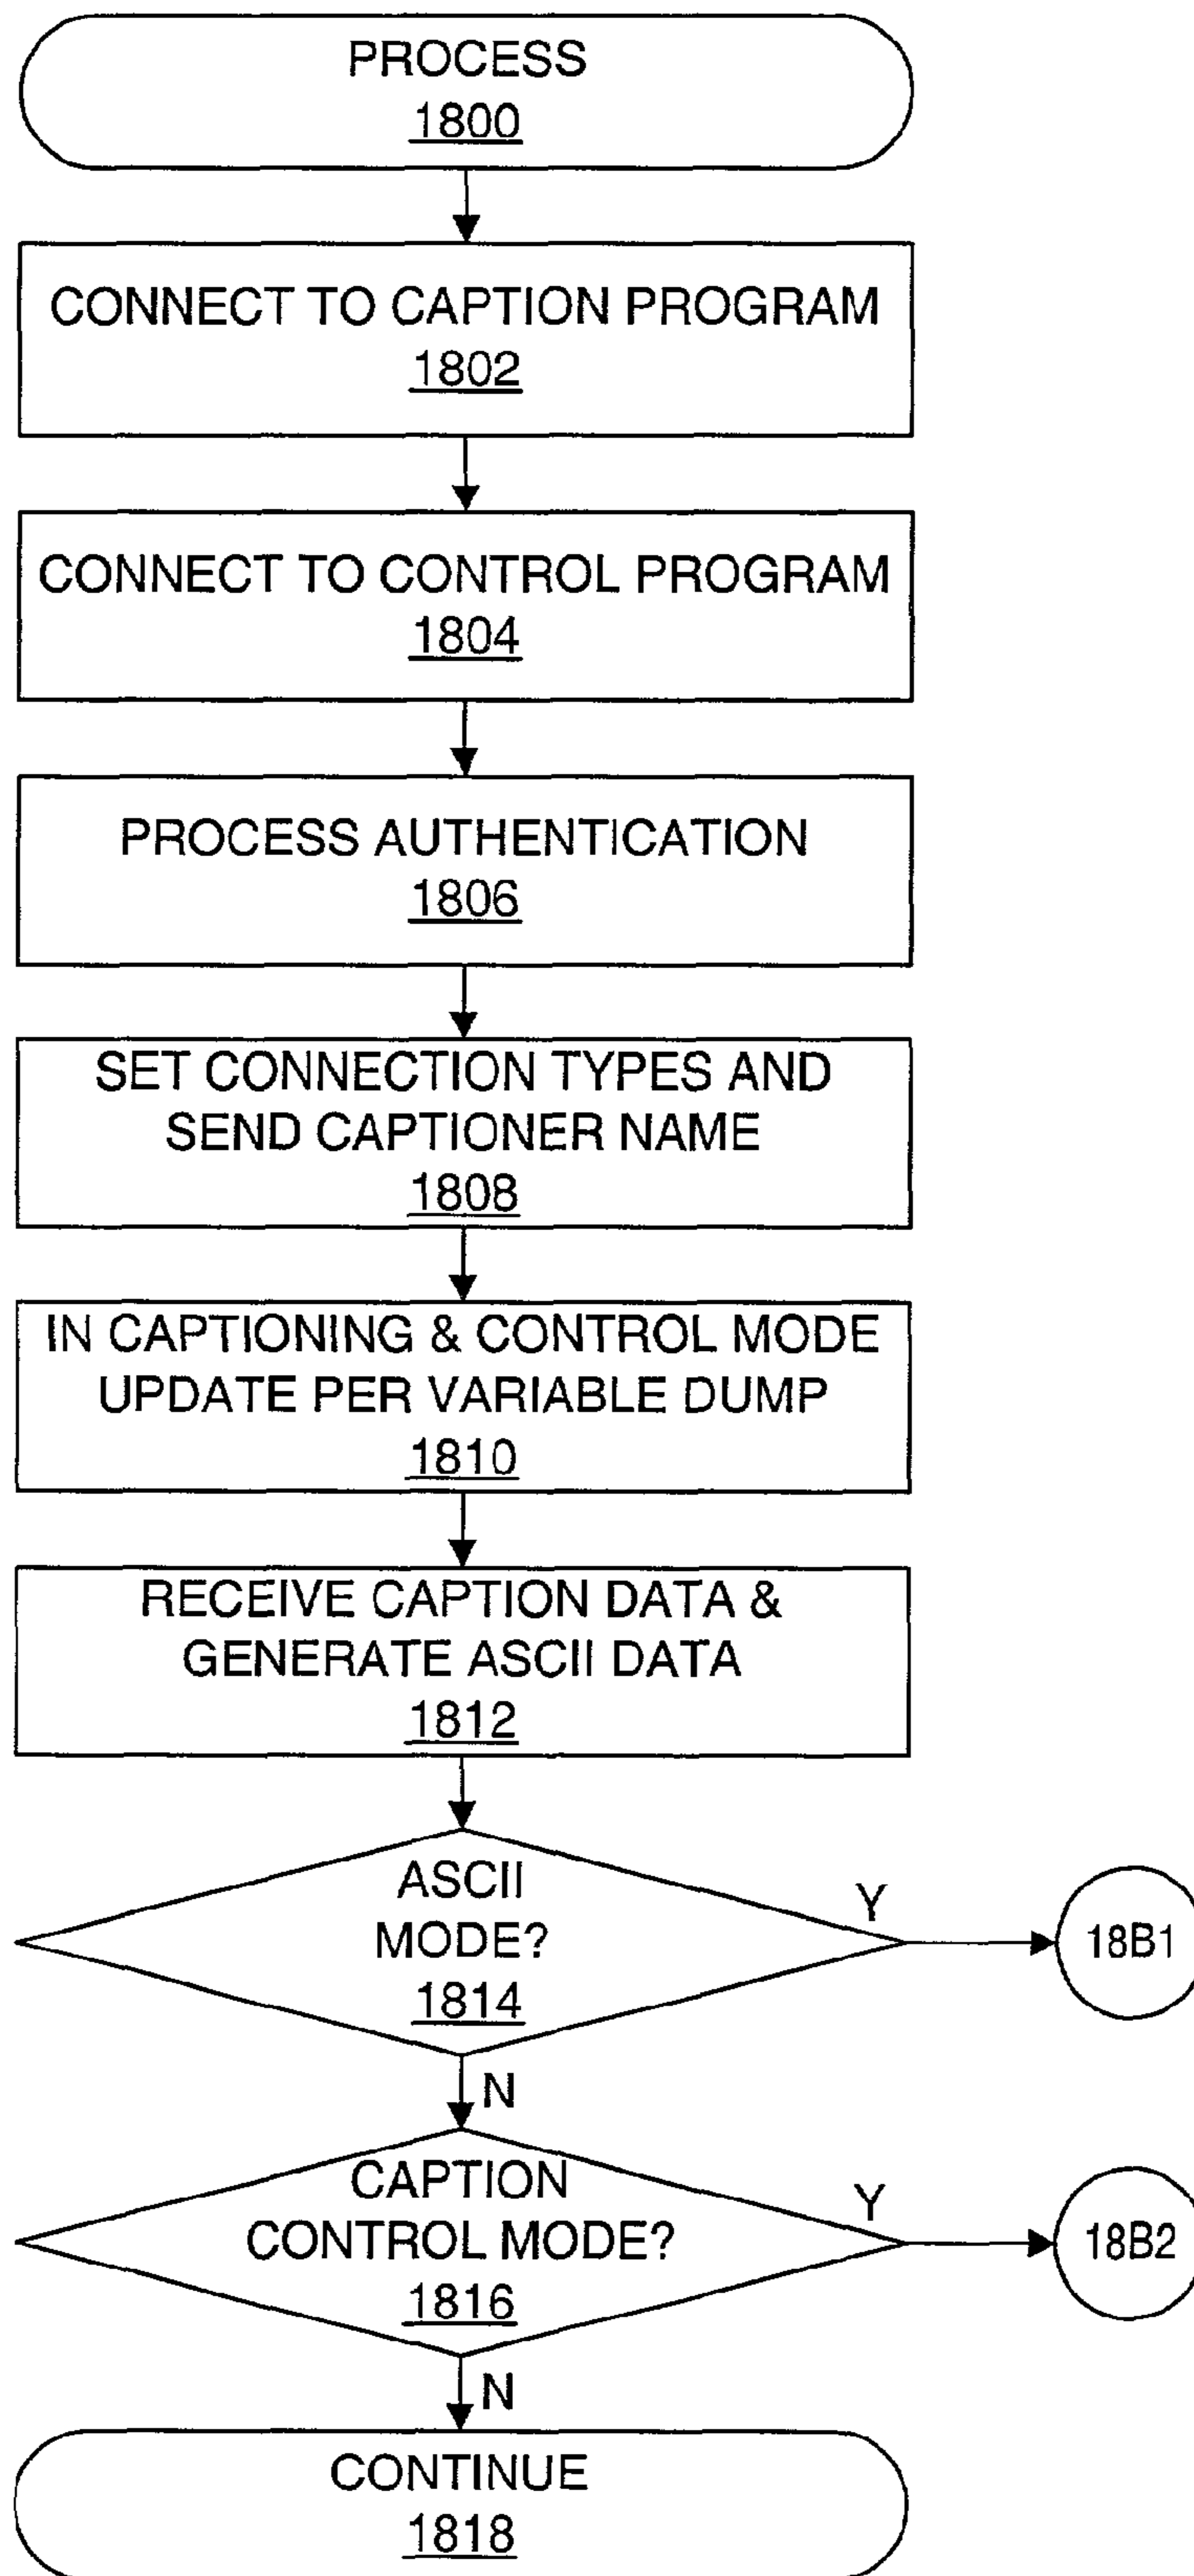 PROCESS
1800
CONNECT TO CAPTION PROGRAM
1802
CONNECT TO CONTROL PROGRAM
1804
PROCESS AUTHENTICATION
1806
SET CONNECTION TYPES AND
SEND CAPTIONER NAME
1808
IN CAPTIONING & CONTROL MODE
UPDATE PER VARIABLE DUMP
1810
RECEIVE CAPTION DATA &
GENERATE ASCII DATA
1812
ASCII
MODE?
1814
Y
18B1
N
CAPTION
CONTROL MODE?
1816
Y
18B2
N
CONTINUE
1818